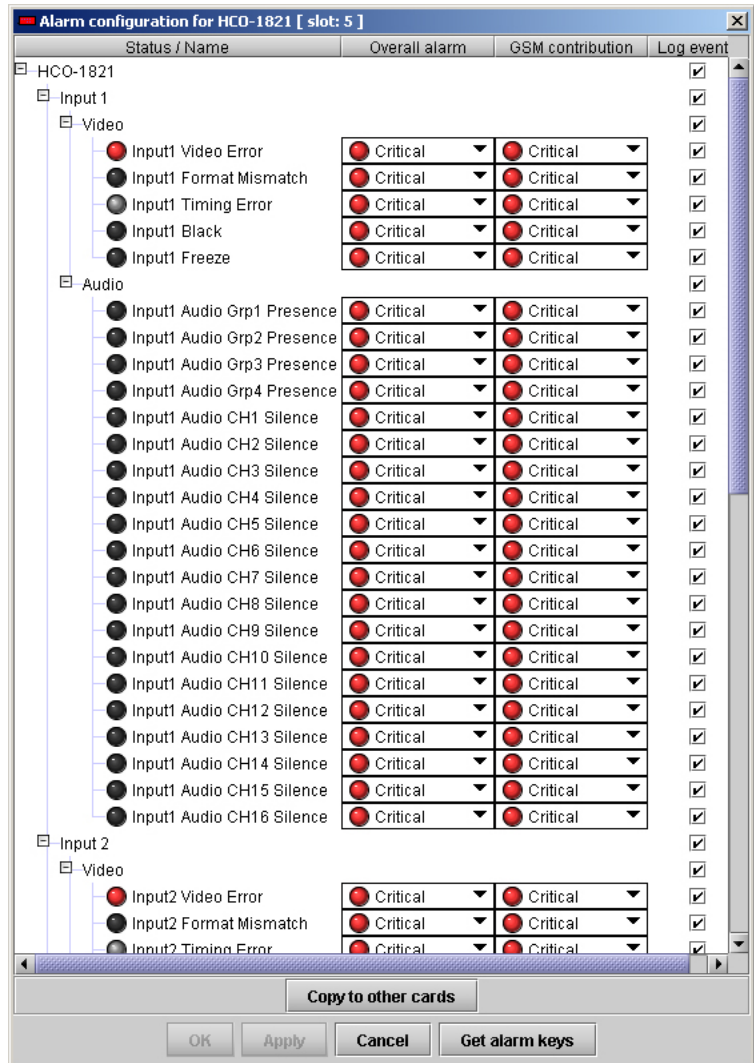 Alarm configuration for HCO-1821 [ slot: 5 ]
Status / Name Overall alarm GSM contribution Log event
HCO-1821
Input 1
Video
Input1 Video Error Critical Critical
Input1 Format Mismatch Critical Critical
Input1 Timing Error Critical Critical
Input1 Black Critical Critical
Input1 Freeze Critical Critical
Audio
Input1 Audio Grp1 Presence Critical Critical
Input1 Audio Grp2 Presence Critical Critical
Input1 Audio Grp3 Presence Critical Critical
Input1 Audio Grp4 Presence Critical Critical
Input1 Audio CH1 Silence Critical Critical
Input1 Audio CH2 Silence Critical Critical
Input1 Audio CH3 Silence Critical Critical
Input1 Audio CH4 Silence Critical Critical
Input1 Audio CH5 Silence Critical Critical
Input1 Audio CH6 Silence Critical Critical
Input1 Audio CH7 Silence Critical Critical
Input1 Audio CH8 Silence Critical Critical
Input1 Audio CH9 Silence Critical Critical
Input1 Audio CH10 Silence Critical Critical
Input1 Audio CH11 Silence Critical Critical
Input1 Audio CH12 Silence Critical Critical
Input1 Audio CH13 Silence Critical Critical
Input1 Audio CH14 Silence Critical Critical
Input1 Audio CH15 Silence Critical Critical
Input1 Audio CH16 Silence Critical Critical
Input 2
Video
Input2 Video Error Critical Critical
Input2 Format Mismatch Critical Critical
Input2 Timing Error Critical Critical
Copy to other cards
OK Apply Cancel Get alarm keys